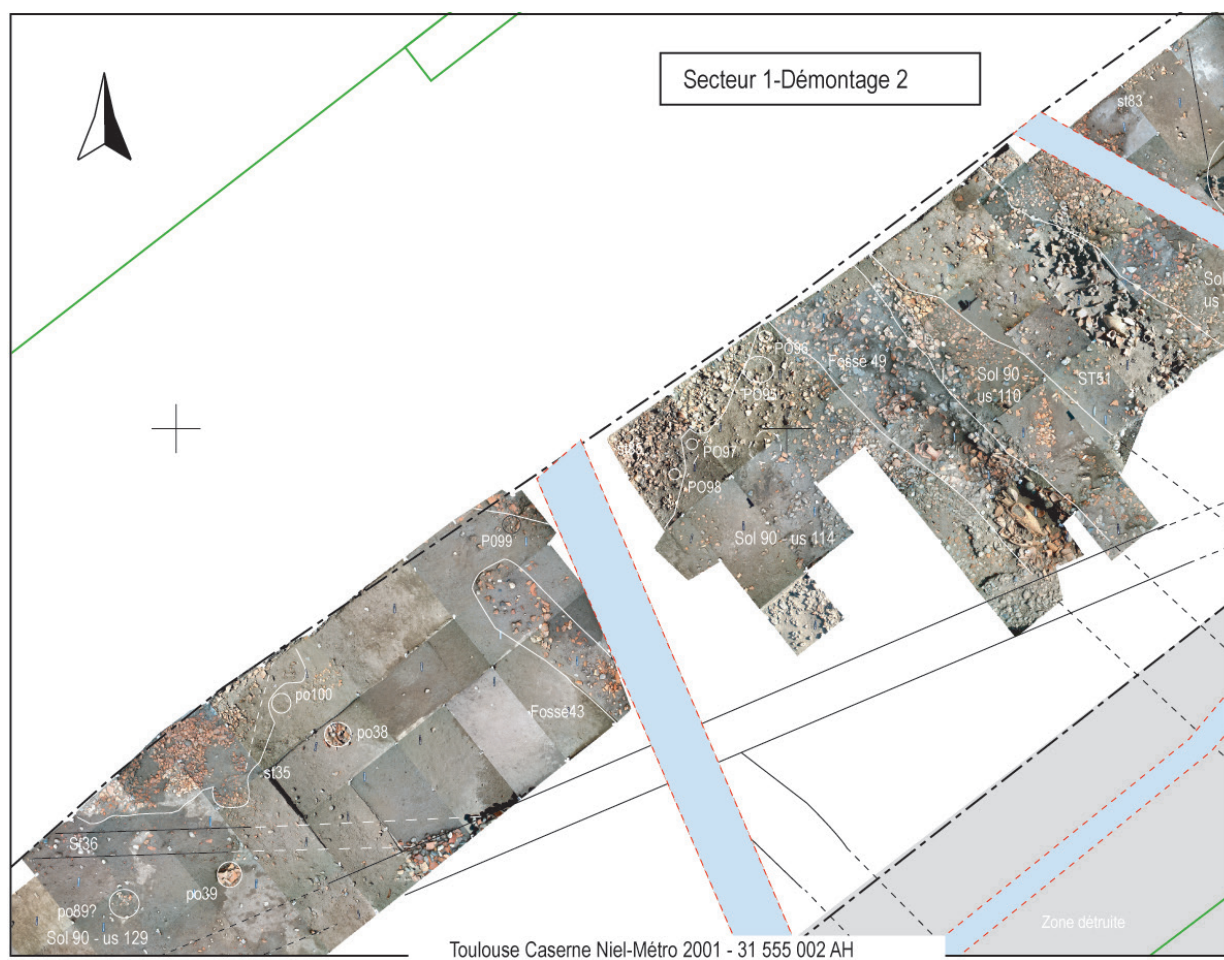 Secteur 1-Démontage 2
st83
Sol
us
PO96
Fossé 49
PO95
Sol 90
us 110
ST51
PO97
PO98
Sol 90 - us 114
P099
po100
Fossé43
po38
st35
St36
po39
po89?
Sol 90 - us 129
Zone détruite
Toulouse Caserne Niel-Métro 2001 - 31 555 002 AH